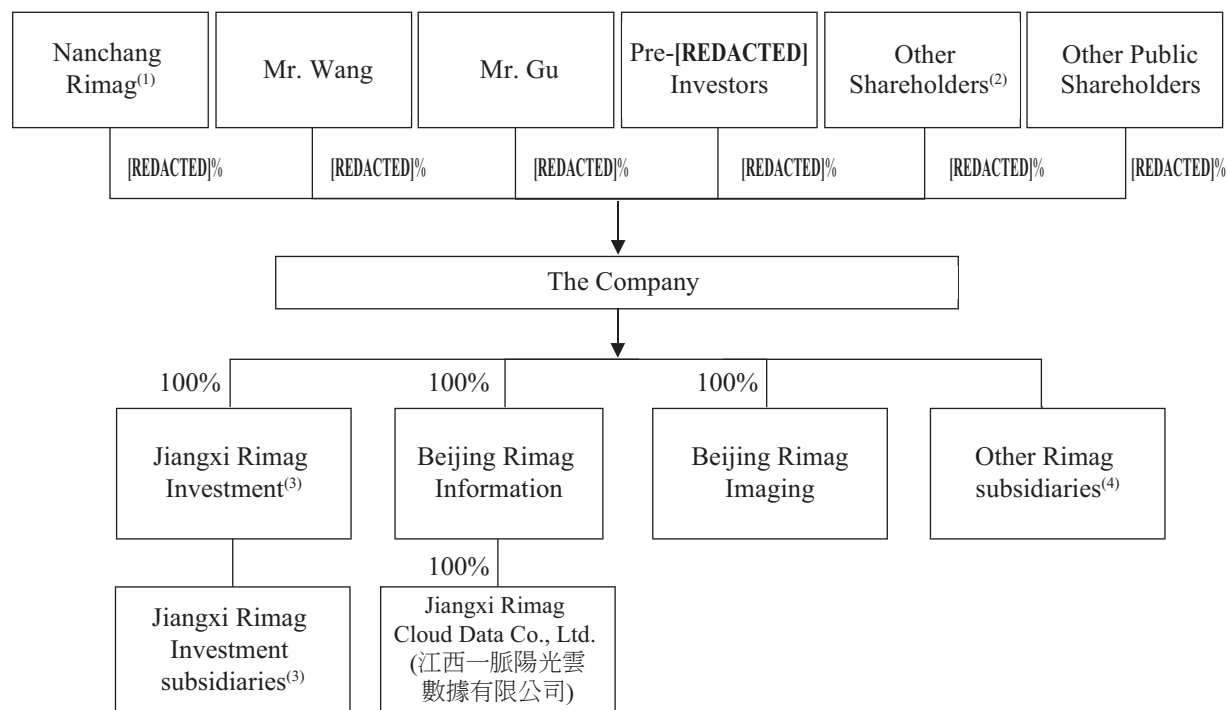 Nanchang
Rimag(1)
Mr. Wang
Mr. Gu
Pre-[REDACTED]
Investors
Other
Shareholders(2)
Other Public
Shareholders
[REDACTED]%
[REDACTED]%
[REDACTED]%
[REDACTED]%
[REDACTED]%
[REDACTED]%
The Company
100%
100%
100%
Jiangxi Rimag
Investment(3)
Beijing Rimag
Information
Beijing Rimag
Imaging
Other Rimag
subsidiaries(4)
100%
Jiangxi Rimag
Investment
subsidiaries(3)
Jiangxi Rimag
Cloud Data Co., Ltd.
(江西一脈陽光雲
數據有限公司)